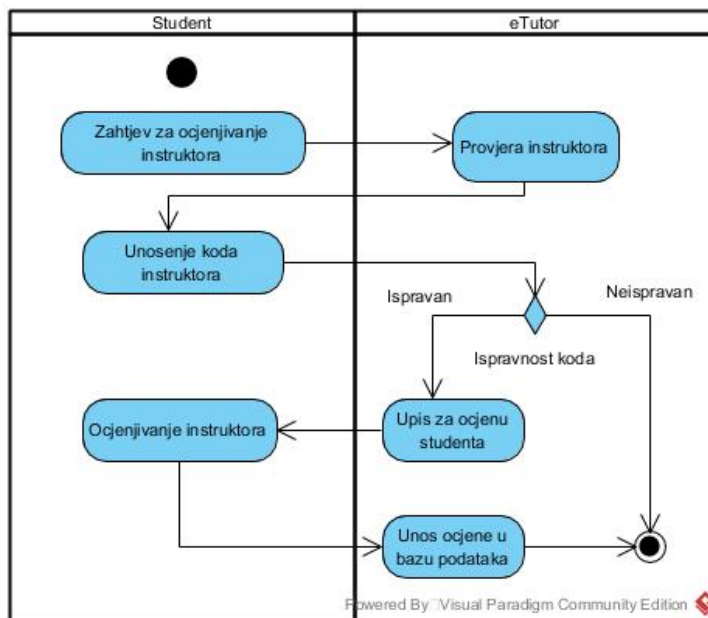 Student
eTutor
Zahtjev za ocjenjivanje
instruktora
Provjera instruktora
Unosenje koda
instruktora
Ispravan
Neispravan
Ispravnost koda
Ocjenjivanje instruktora
Upis za ocjenu
studenta
Unos ocjene u
bazu podataka
Powered By Visual Paradigm Community Edition